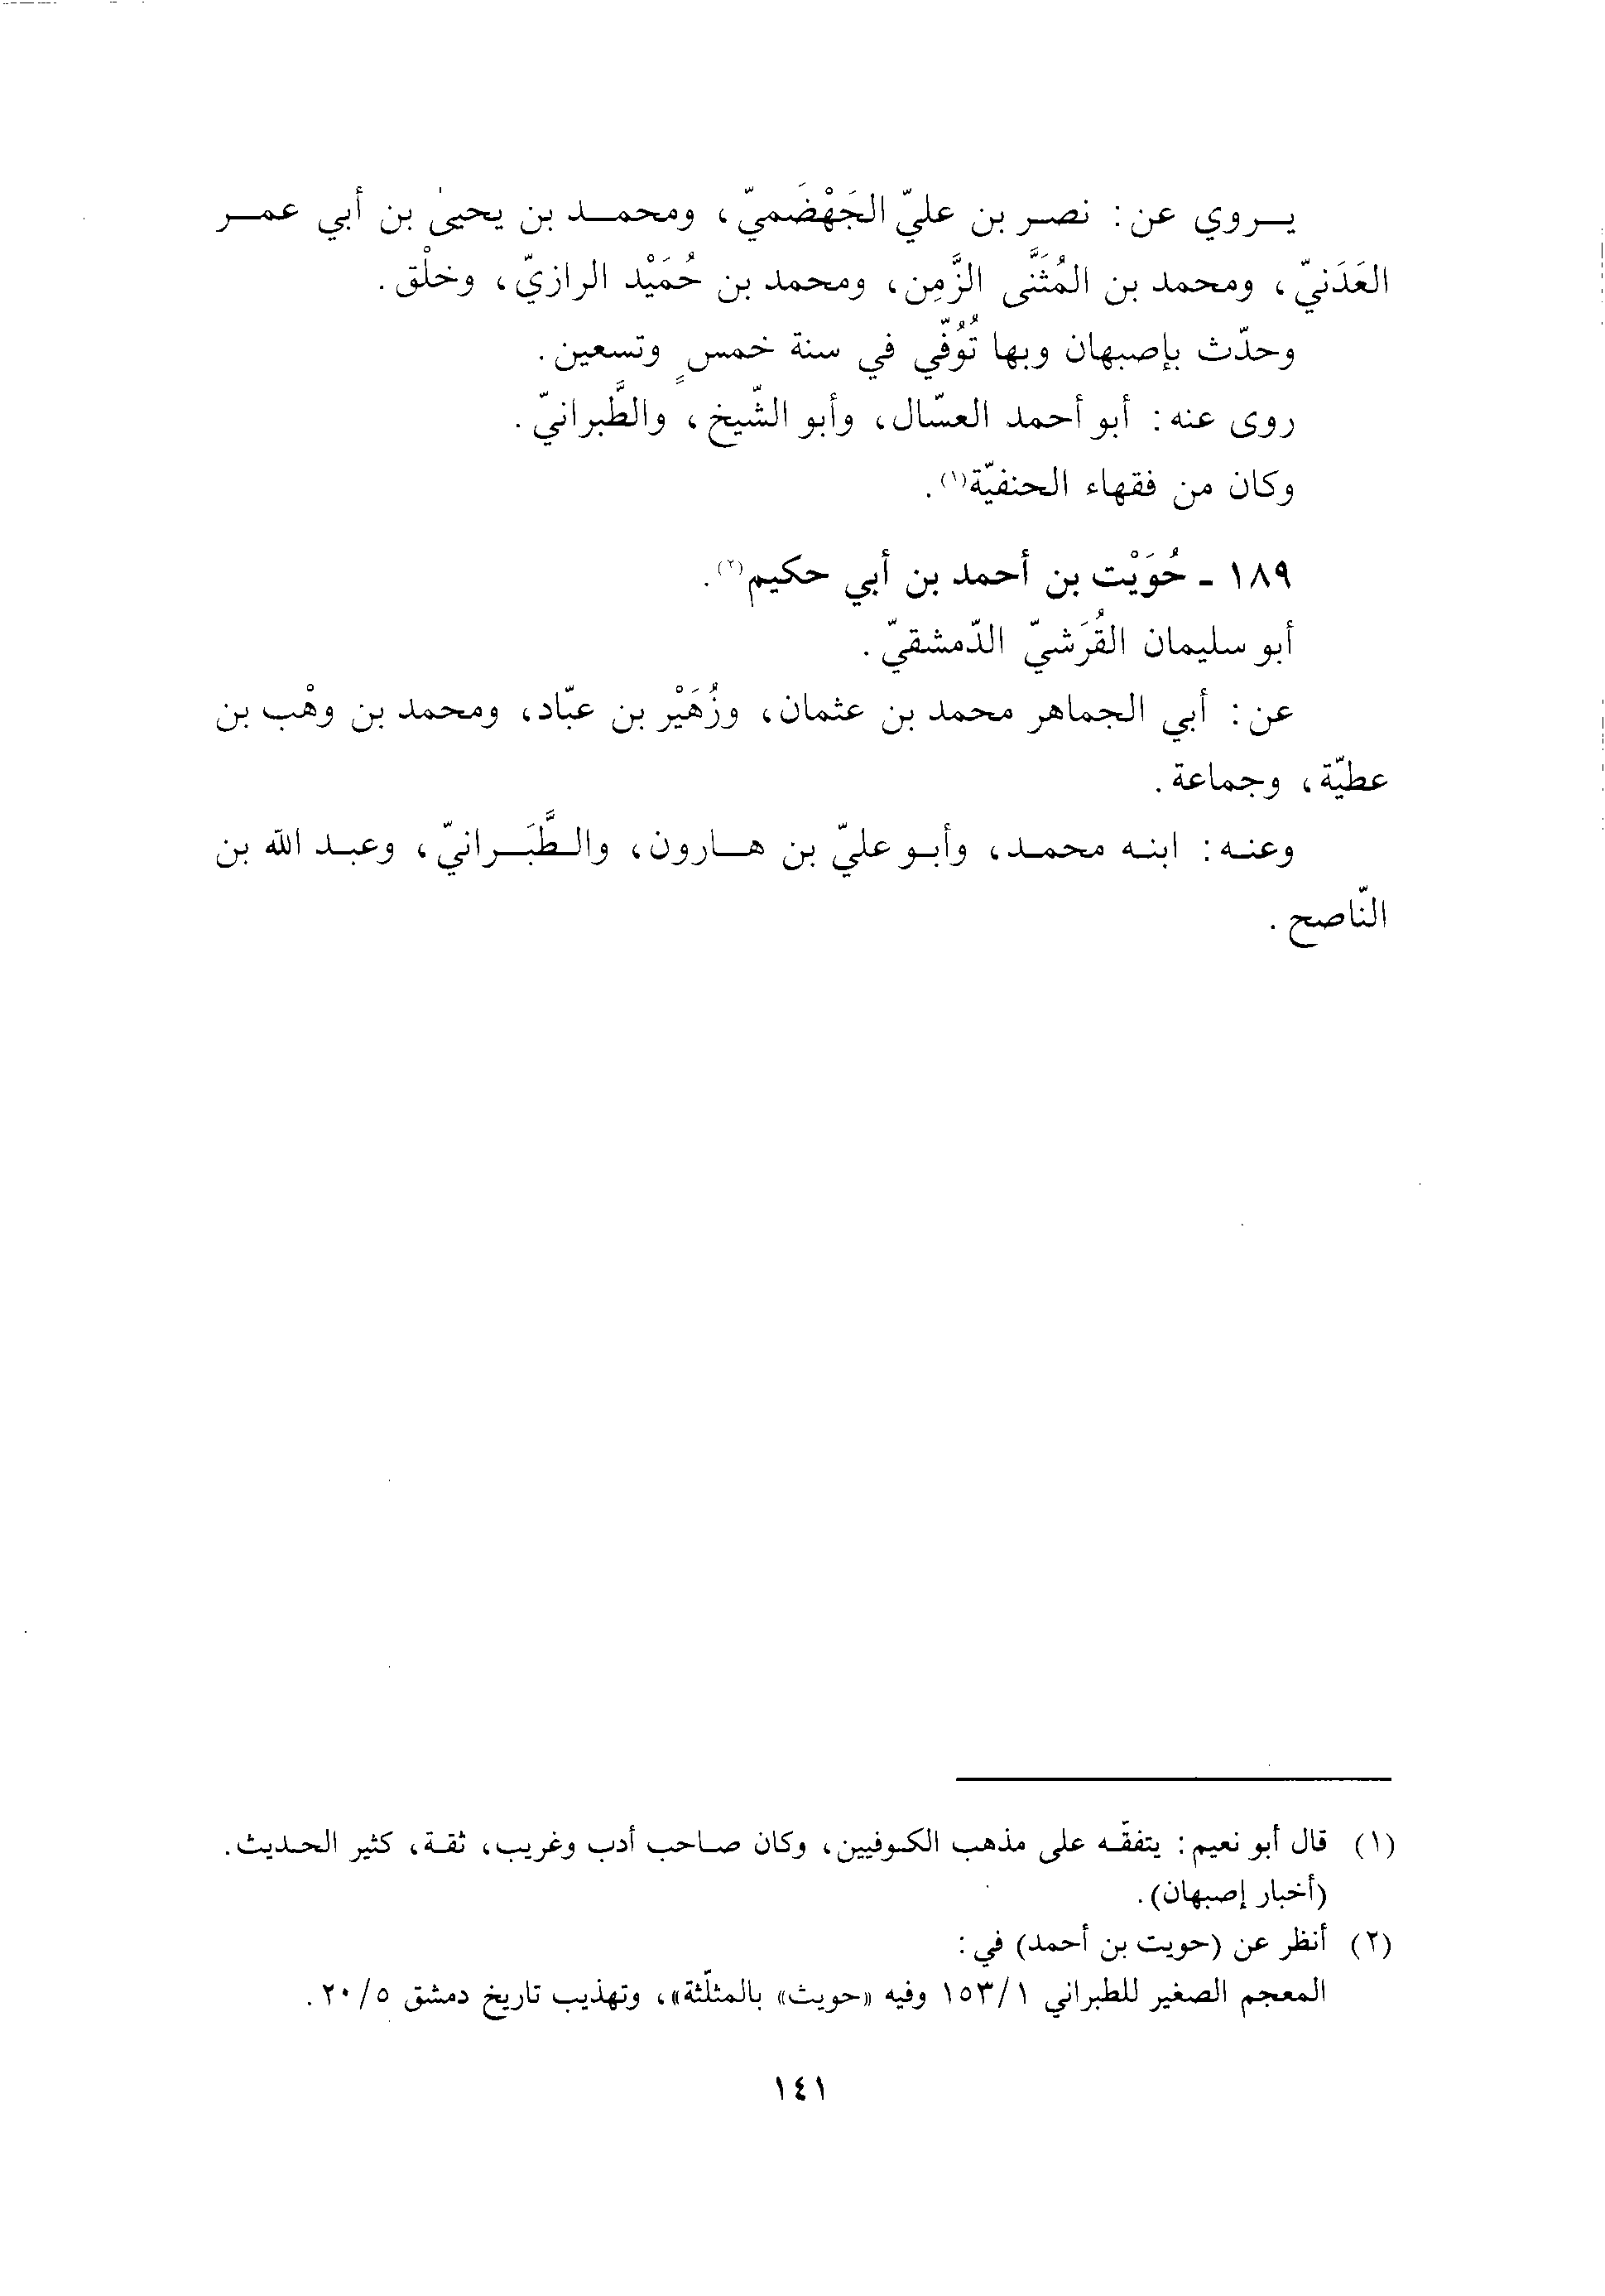 يروي عن: نصر بن عليّ الجَهْضَميّ، ومحمد بن يحيىٰ بن أبي عمر
العَدَنيّ، ومحمد بن المُثَنَّى الزَّمِن، ومحمد بن حُمَيْد الرازيّ، وخلْق.
وحدّث بإصبهان وبها تُوُفّي في سنة خمسٍ وتسعين.
روى عنه: أبو أحمد العسّال، وأبو الشّيخ، والطَّبرانيّ.
وكان من فقهاء الحنفيّة(١).
١٨٩ - حُوَيْت بن أحمد بن أبي حكيم(٢).
أبو سليمان القُرَشيّ الدّمشقيّ.
عن: أبي الجماهر محمد بن عثمان، وزُهَيْر بن عبّاد، ومحمد بن وهْب بن
عطيّة، وجماعة.
وعنه: ابنه محمد، وأبو عليّ بن هارون، والطَّبَرانيّ، وعبد الله بن
النّاصح.
(١) قال أبو نعيم: يتفقّه على مذهب الكوفيين، وكان صاحب أدب وغريب، ثقة، كثير الحديث.
(أخبار إصبهان).
(٢) أنظر عن (حويت بن أحمد) في:
المعجم الصغير للطبراني ١/١٥٣ وفيه «حويث» بالمثلّثة»، وتهذيب تاريخ دمشق ٥/٢٠.
١٤١